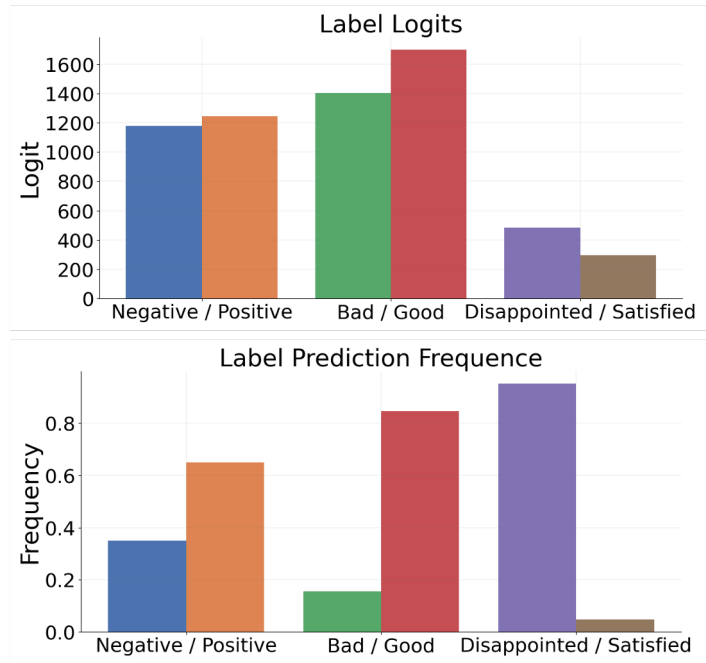 Label Logits
Logit
1600
1400
1200
1000
800
600
400
200
0
Negative / Positive
Bad / Good
Disappointed / Satisfied
Label Prediction Frequence
Frequency
0.8
0.6
0.4
0.2
0.0
Negative / Positive
Bad / Good
Disappointed / Satisfied